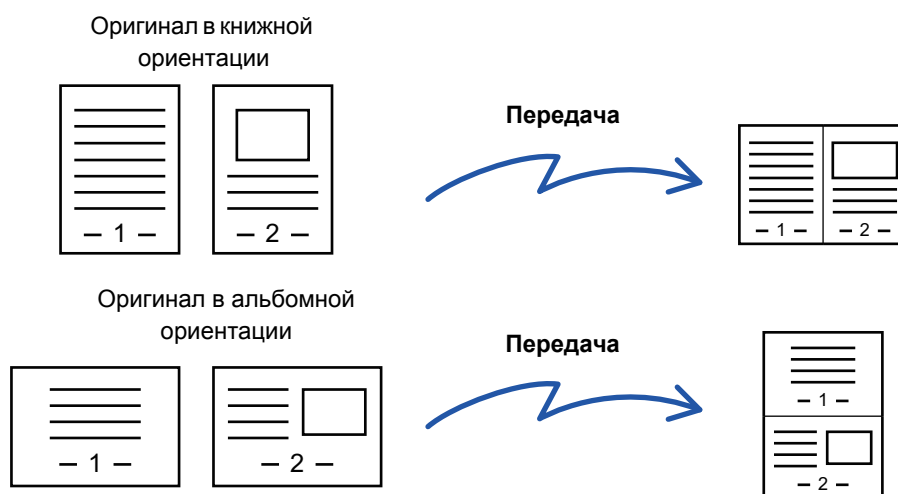 Оригинал в книжной
ориентации
Передача
– 1 –
– 2 –
– 1 –
– 2 –
Оригинал в альбомной
ориентации
Передача
– 1 –
– 2 –
– 1 –
– 2 –